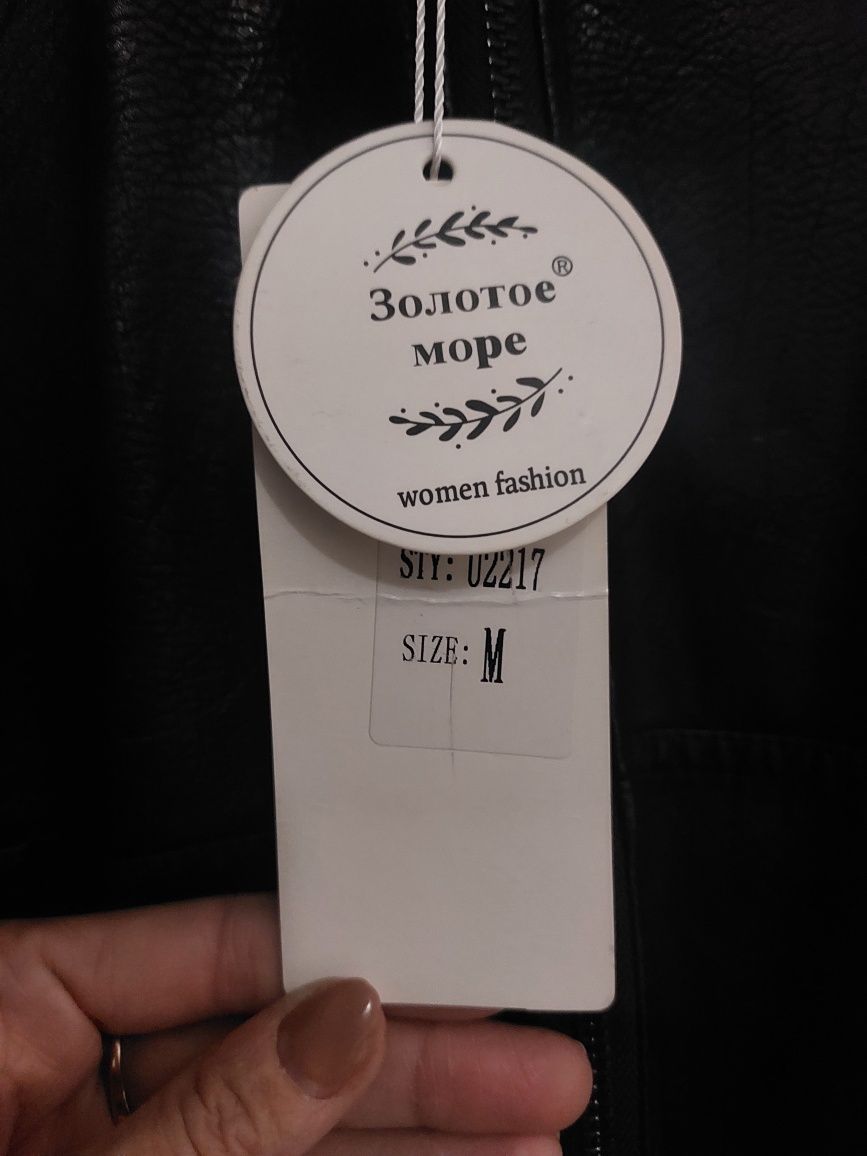 Золотое®
море
women fashion
STY: 02217
SIZE: M